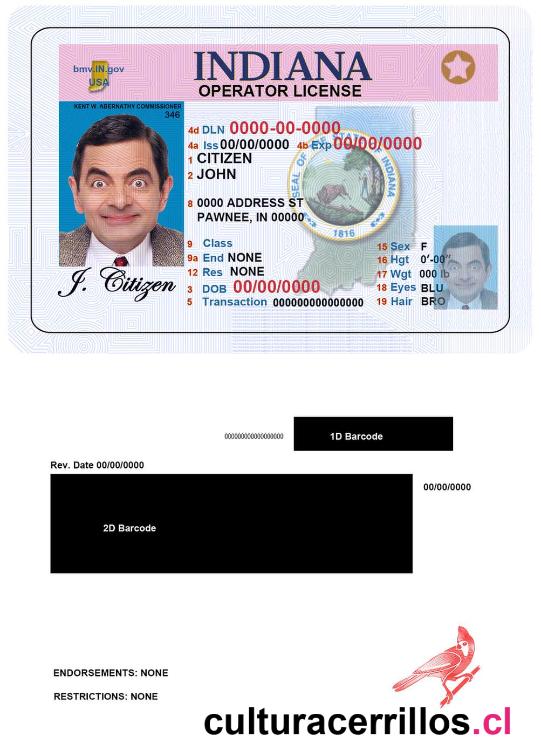 bmv.IN.gov
USA
INDIANA
OPERATOR LICENSE
KENT W. ABERNATHY COMMISSIONER
346
4d DLN 0000-00-0000
4a Iss 00/00/0000 4b Exp 00/00/0000
1 CITIZEN
2 JOHN
8 0000 ADDRESS ST
PAWNEE, IN 00000
SEAL OF THE STATE OF INDIANA
1816
9 Class
9a End NONE
12 Res NONE
3 DOB 00/00/0000
5 Transaction 000000000000000
15 Sex F
16 Hgt 0'-00"
17 Wgt 000 lb
18 Eyes BLU
19 Hair BRO
J. Citizen
0000000000000000 1D Barcode
Rev. Date 00/00/0000
00/00/0000
2D Barcode
ENDORSEMENTS: NONE
RESTRICTIONS: NONE
culturacerrillos.cl